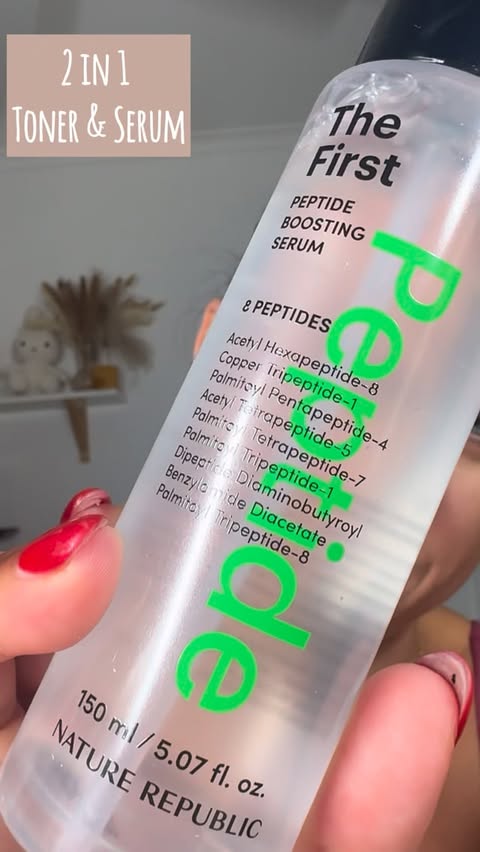 2 IN 1
TONER & SERUM
The
First
PEPTIDE
BOOSTING
SERUM
Peptide
8 PEPTIDES
Acetyl Hexapeptide-8
Copper Tripeptide-1
Palmitoyl Pentapeptide-4
Acetyl Tetrapeptide-5
Palmitoyl Tetrapeptide-7
Palmitoyl Tripeptide-1
Dipeptide Diaminobutyroyl
Benzylamide Diacetate
Palmitoyl Tripeptide-8
150 ml / 5.07 fl. oz.
NATURE REPUBLIC